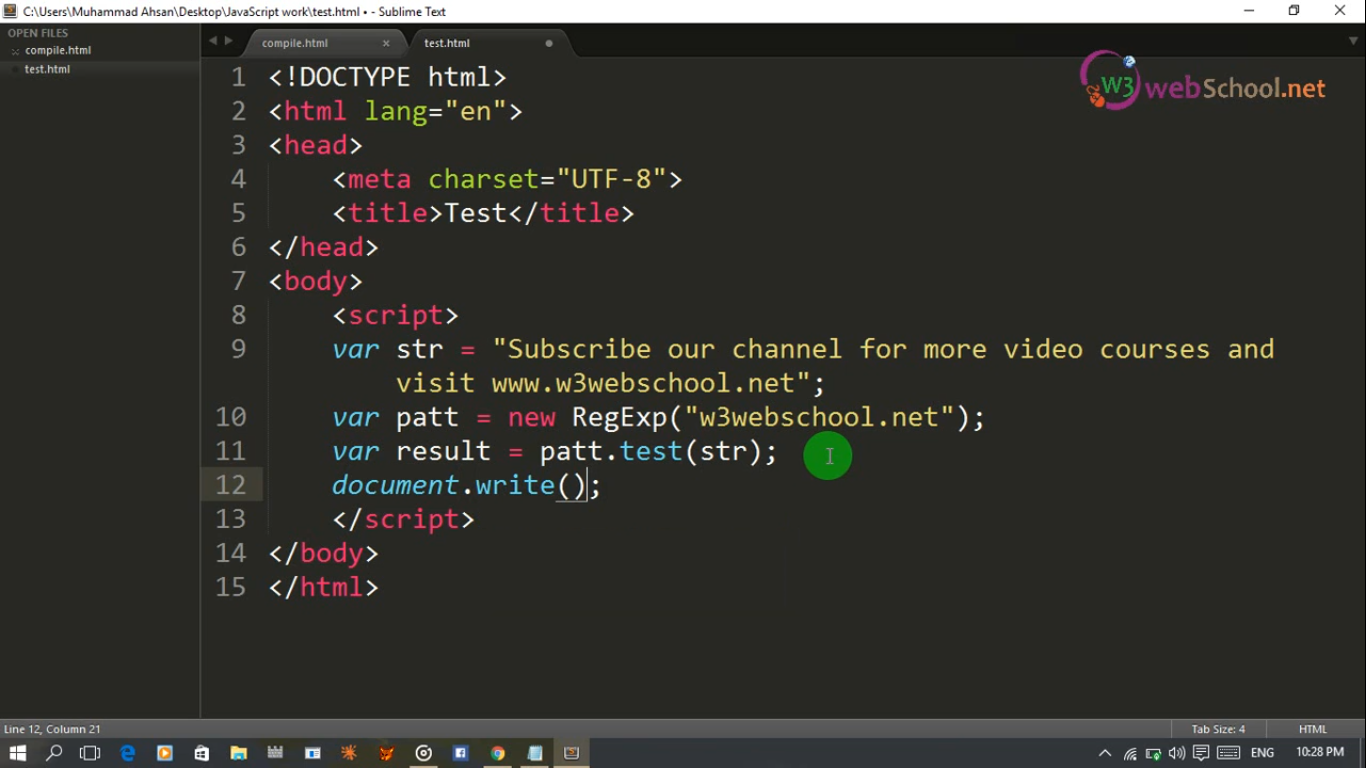 C:\Users\Muhammad Ahsan\Desktop\JavaScript work\test.html • - Sublime Text
OPEN FILES
compile.html
test.html
compile.html
test.html
W3 webSchool.net
1 <!DOCTYPE html>
2 <html lang="en">
3 <head>
4 <meta charset="UTF-8">
5 <title>Test</title>
6 </head>
7 <body>
8 <script>
9 var str = "Subscribe our channel for more video courses and
visit www.w3webschool.net";
10 var patt = new RegExp("w3webschool.net");
11 var result = patt.test(str);
12 document.write();
13 </script>
14 </body>
15 </html>
Line 12, Column 21
Tab Size: 4
HTML
ENG
10:28 PM